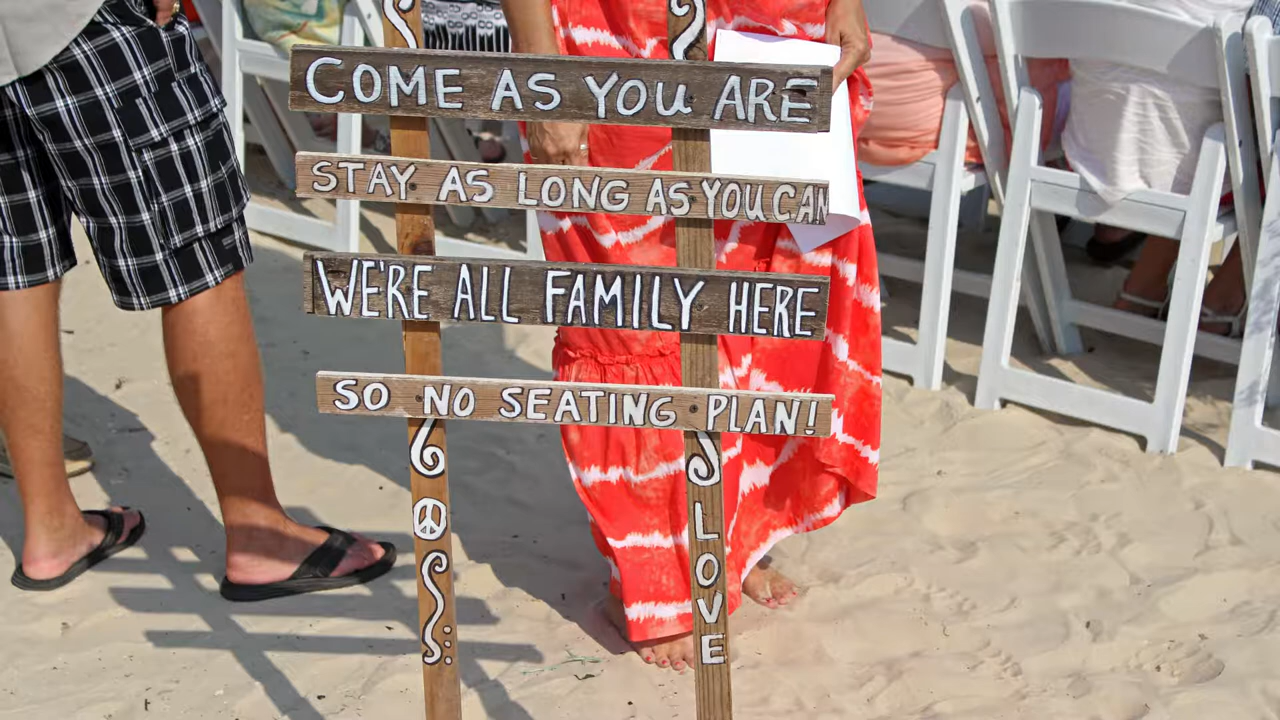 COME AS YOU ARE
STAY AS LONG AS YOU CAN
WE'RE ALL FAMILY HERE
SO NO SEATING PLAN!
LOVE